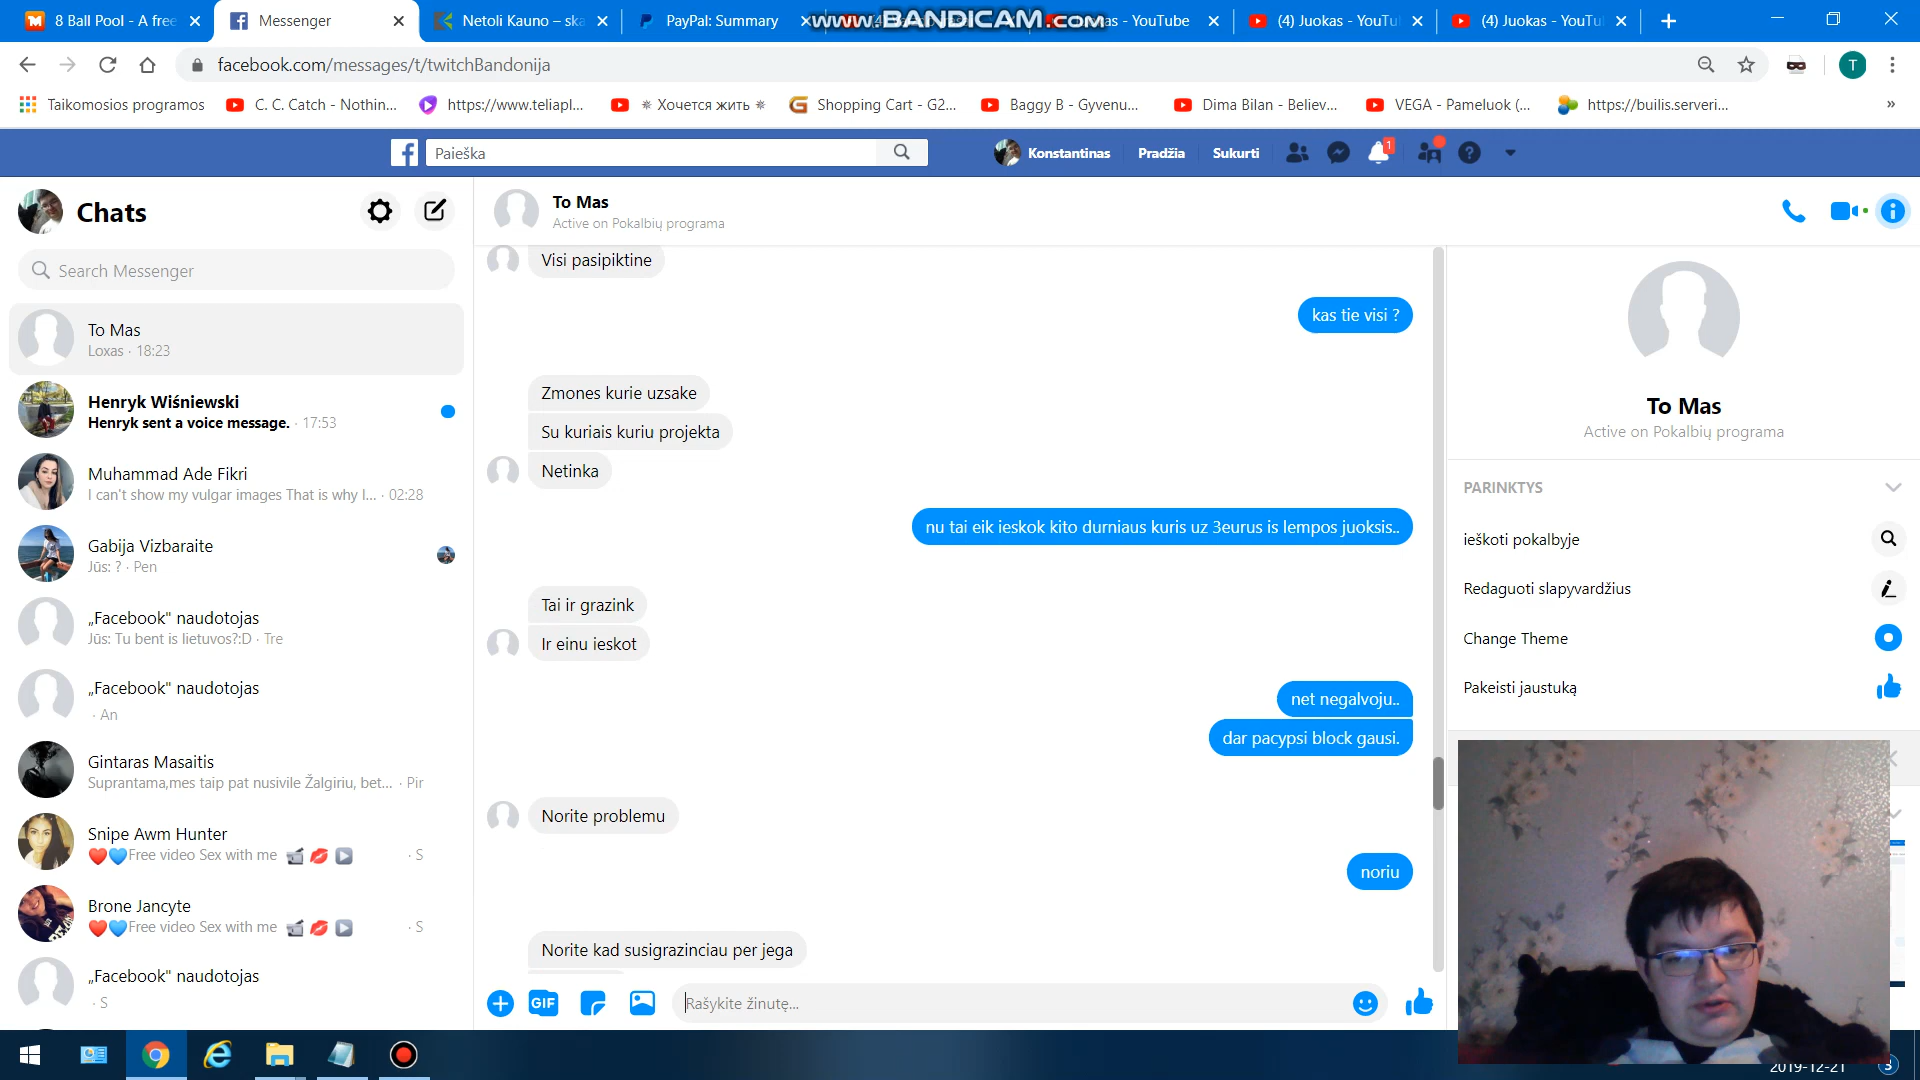 8 Ball Pool - A free
Messenger
Netoli Kauno – ska
PayPal: Summary
www.BANDICAM.com
- YouTube
(4) Juokas - YouTu
(4) Juokas - YouTu
facebook.com/messages/t/twitchBandonija
T
Taikomosios programos
C. C. Catch - Nothin...
https://www.teliapl...
✵ Хочется жить ✵
Shopping Cart - G2...
Baggy B - Gyvenu...
Dima Bilan - Believ...
VEGA - Pameluok (...
https://builis.serveri...
»
Paieška
Konstantinas
Pradžia
Sukurti
1
Chats
Search Messenger
To Mas
Loxas · 18:23
Henryk Wiśniewski
Henryk sent a voice message. · 17:53
Muhammad Ade Fikri
I can't show my vulgar images That is why I... · 02:28
Gabija Vizbaraite
Jūs: ? · Pen
„Facebook" naudotojas
Jūs: Tu bent is lietuvos?:D · Tre
„Facebook" naudotojas
· An
Gintaras Masaitis
Suprantama,mes taip pat nusivile Žalgiriu, bet... · Pir
Snipe Awm Hunter
❤️💙Free video Sex with me 📹 💋 ▶️ · S
Brone Jancyte
❤️💙Free video Sex with me 📹 💋 ▶️ · S
„Facebook" naudotojas
· S
To Mas
Active on Pokalbių programa
Visi pasipiktine
kas tie visi ?
Zmones kurie uzsake
Su kuriais kuriu projekta
Netinka
nu tai eik ieskok kito durniaus kuris uz 3eurus is lempos juoksis..
Tai ir grazink
Ir einu ieskot
net negalvoju..
dar pacypsi block gausi.
Norite problemu
noriu
Norite kad susigrazinciau per jega
GIF
Rašykite žinutę...
To Mas
Active on Pokalbių programa
PARINKTYS
ieškoti pokalbyje
Redaguoti slapyvardžius
Change Theme
Pakeisti jaustuką
2019-12-21
3